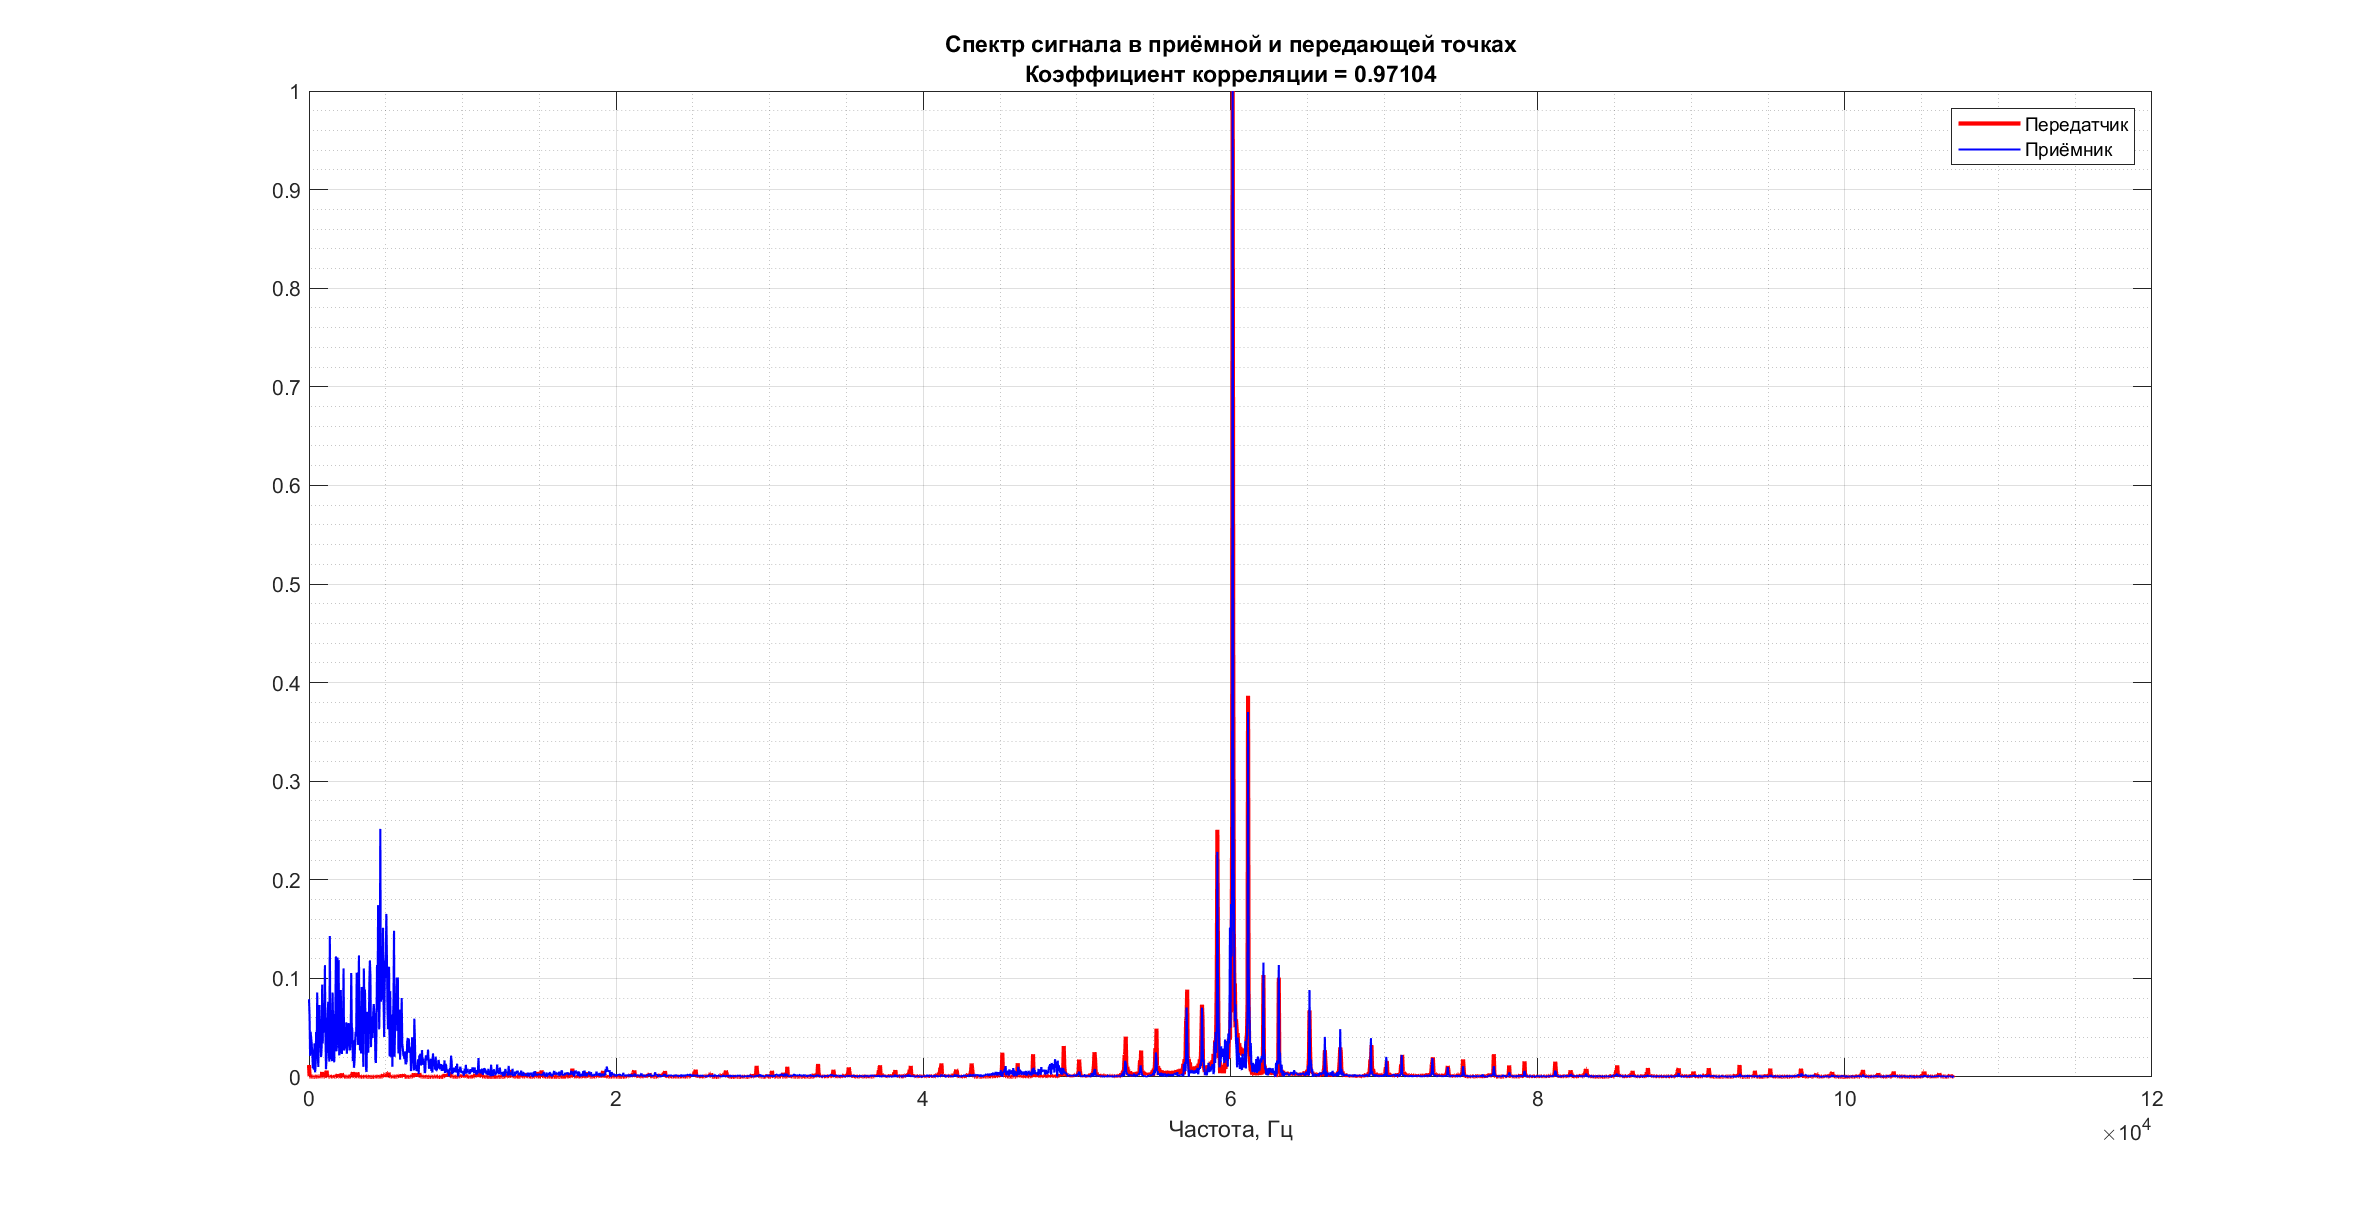 Спектр сигнала в приёмной и передающей точках
Коэффициент корреляции = 0.97104
Передатчик
Приёмник
1
0.9
0.8
0.7
0.6
0.5
0.4
0.3
0.2
0.1
0
0 2 4 6 8 10 12
×10⁴
Частота, Гц